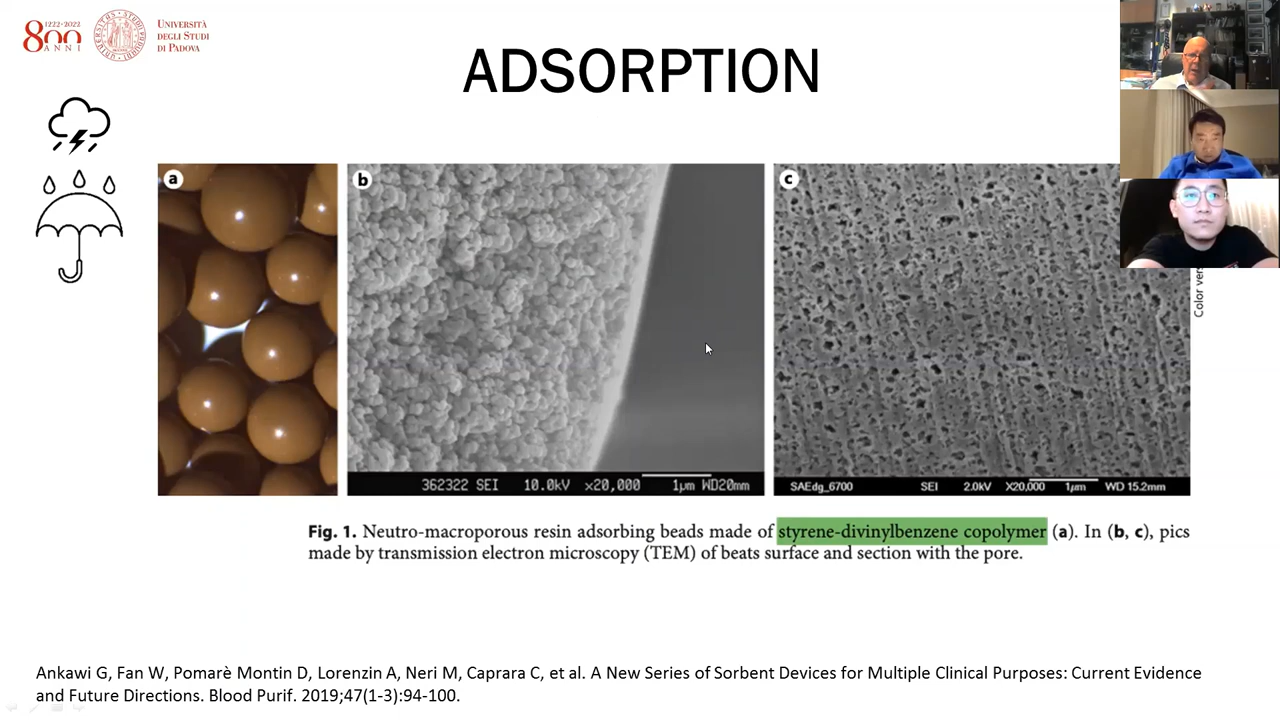 1222·2022
800
ANNI
UNIVERSITÀ
DEGLI STUDI
DI PADOVA
ADSORPTION
a
b
c
362322 SEI 10.0kV ×20,000 1μm WD20mm
SAEdg_6700 SEI 2.0kV X20,000 1μm WD 15.2mm
Color ver
Fig. 1. Neutro-macroporous resin adsorbing beads made of styrene-divinylbenzene copolymer (a). In (b, c), pics
made by transmission electron microscopy (TEM) of beats surface and section with the pore.
Ankawi G, Fan W, Pomarè Montin D, Lorenzin A, Neri M, Caprara C, et al. A New Series of Sorbent Devices for Multiple Clinical Purposes: Current Evidence
and Future Directions. Blood Purif. 2019;47(1-3):94-100.